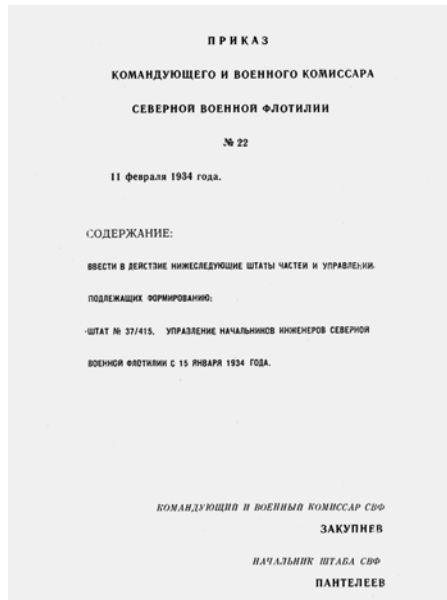 ПРИКАЗ
КОМАНДУЮЩЕГО И ВОЕННОГО КОМИССАРА
СЕВЕРНОЙ ВОЕННОЙ ФЛОТИЛИИ
№ 22
11 февраля 1934 года.
СОДЕРЖАНИЕ:
ВВЕСТИ В ДЕЙСТВИЕ НИЖЕСЛЕДУЮЩИЕ ШТАТЫ ЧАСТЕЙ И УПРАВЛЕНИЙ,
ПОДЛЕЖАЩИХ ФОРМИРОВАНИЮ:
ШТАТ № 37/415. УПРАВЛЕНИЕ НАЧАЛЬНИКОВ ИНЖЕНЕРОВ СЕВЕРНОЙ
ВОЕННОЙ ФЛОТИЛИИ С 15 ЯНВАРЯ 1934 ГОДА.
КОМАНДУЮЩИЙ И ВОЕННЫЙ КОМИССАР СВФ
ЗАКУПНЕВ
НАЧАЛЬНИК ШТАБА СВФ
ПАНТЕЛЕЕВ